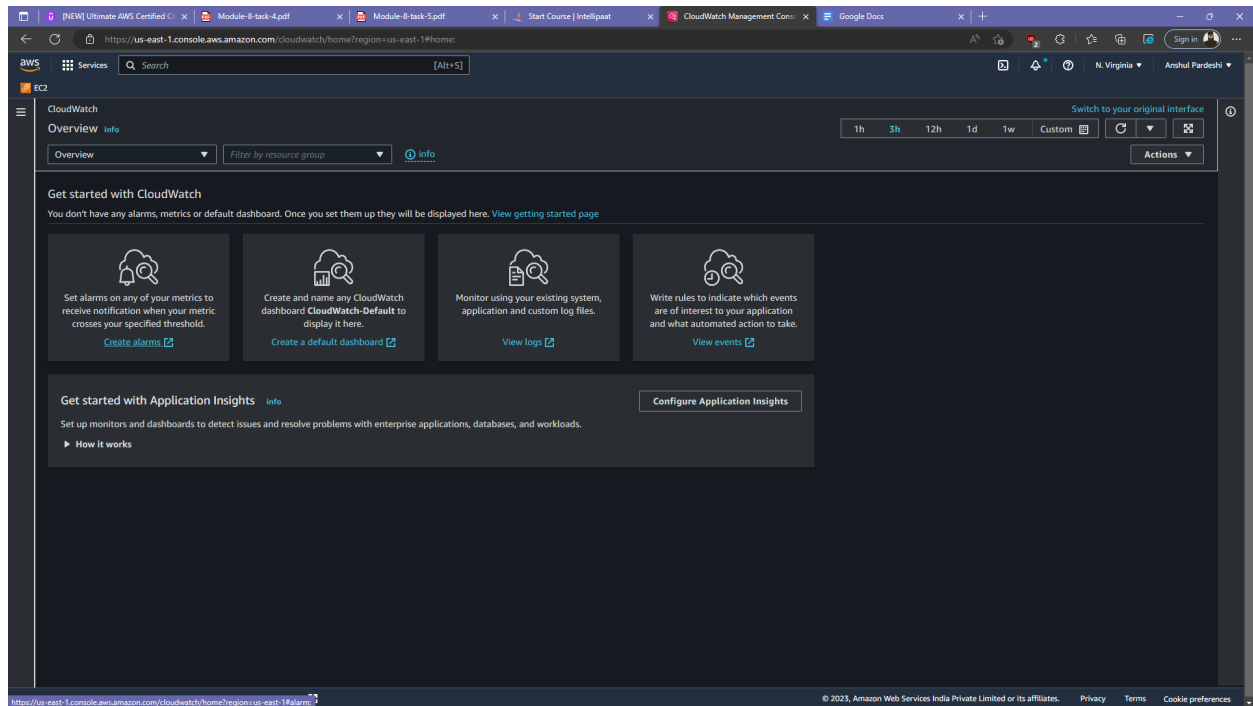 [NEW] Ultimate AWS Certified Cl
Module-8-task-4.pdf
Module-8-task-5.pdf
Start Course | Intellipaat
CloudWatch Management Conso
Google Docs
https://us-east-1.console.aws.amazon.com/cloudwatch/home?region=us-east-1#home:
2
Sign in
aws
Services
Search
[Alt+S]
N. Virginia ▼
Anshul Pardeshi ▼
EC2
CloudWatch
Switch to your original interface
Overview info
1h 3h 12h 1d 1w Custom
Overview
Filter by resource group
info
Actions ▼
Get started with CloudWatch
You don't have any alarms, metrics or default dashboard. Once you set them up they will be displayed here. View getting started page
Set alarms on any of your metrics to
receive notification when your metric
crosses your specified threshold.
Create alarms
Create and name any CloudWatch
dashboard CloudWatch-Default to
display it here.
Create a default dashboard
Monitor using your existing system,
application and custom log files.
View logs
Write rules to indicate which events
are of interest to your application
and what automated action to take.
View events
Get started with Application Insights info
Configure Application Insights
Set up monitors and dashboards to detect issues and resolve problems with enterprise applications, databases, and workloads.
▶ How it works
https://us-east-1.console.aws.amazon.com/cloudwatch/home?region=us-east-1#alarm:
© 2023, Amazon Web Services India Private Limited or its affiliates. Privacy Terms Cookie preferences